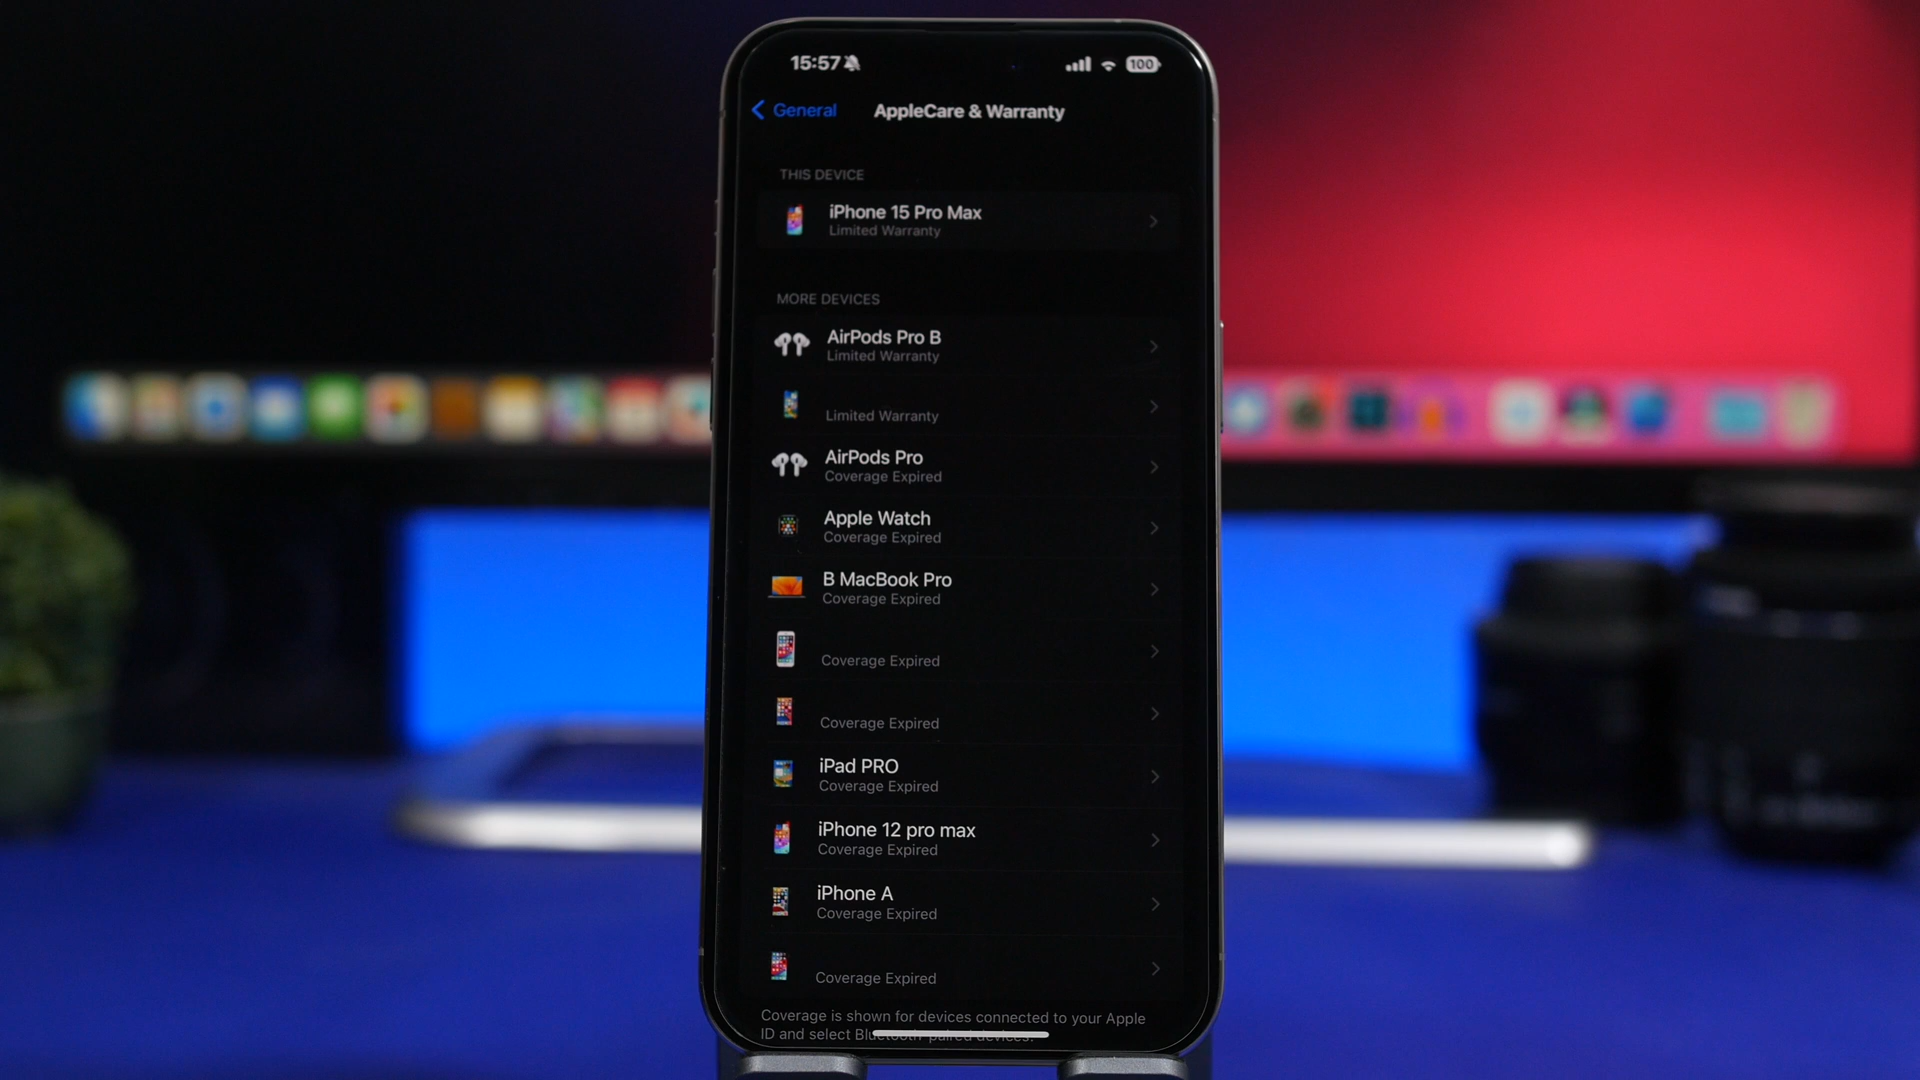 15:57
100
General
AppleCare & Warranty
THIS DEVICE
iPhone 15 Pro Max
Limited Warranty
MORE DEVICES
AirPods Pro B
Limited Warranty
Limited Warranty
AirPods Pro
Coverage Expired
Apple Watch
Coverage Expired
B MacBook Pro
Coverage Expired
Coverage Expired
Coverage Expired
iPad PRO
Coverage Expired
iPhone 12 pro max
Coverage Expired
iPhone A
Coverage Expired
Coverage Expired
Coverage is shown for devices connected to your Apple
ID and select Bluetooth-paired devices.